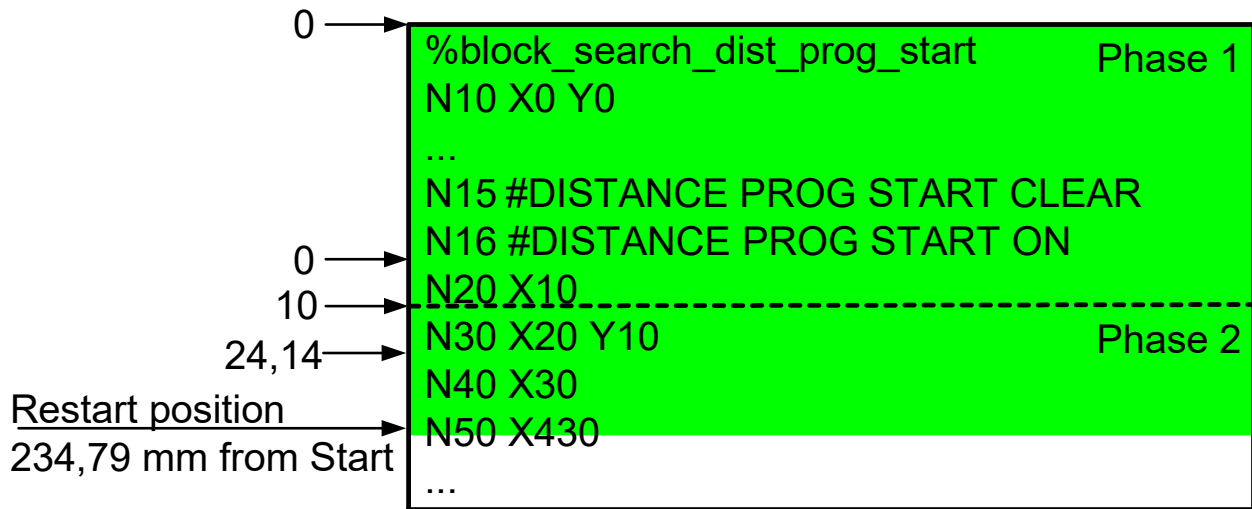 0
%block_search_dist_prog_start Phase 1
N10 X0 Y0
...
N15 #DISTANCE PROG START CLEAR
N16 #DISTANCE PROG START ON
0
N20 X10
10
N30 X20 Y10 Phase 2
24,14
N40 X30
Restart position
N50 X430
234,79 mm from Start
...